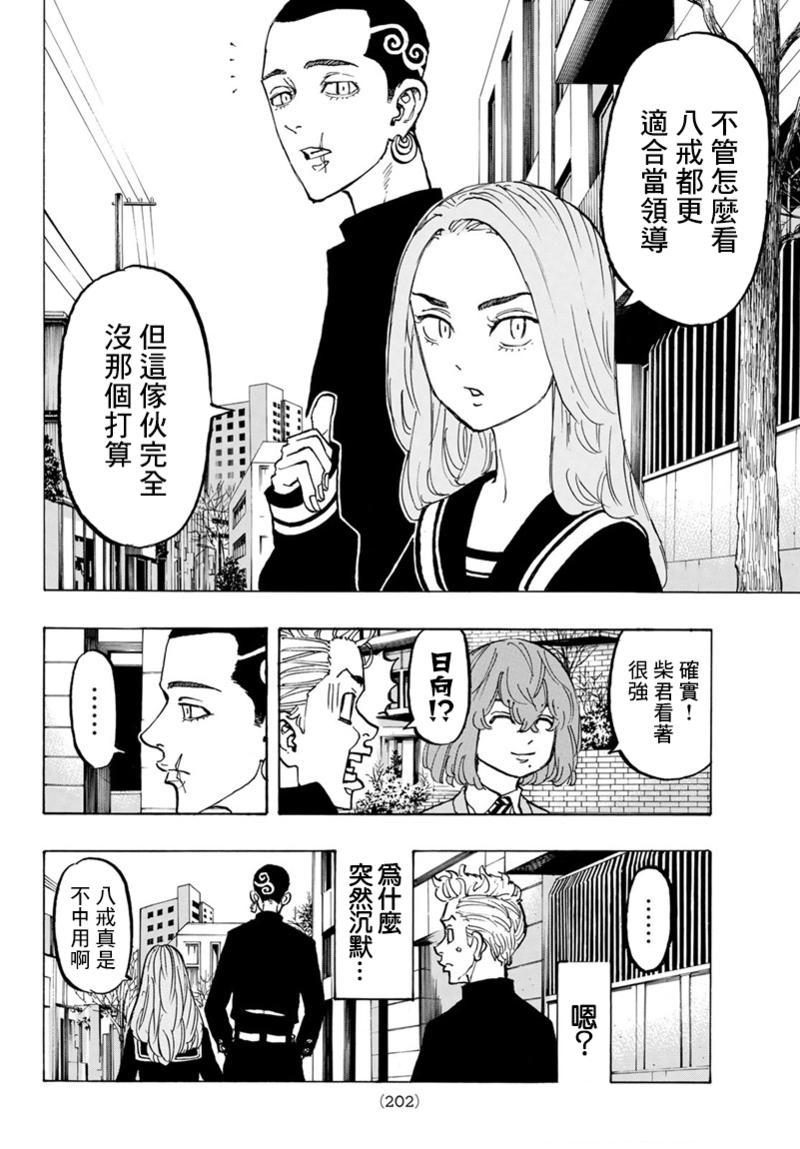 不管怎麼看
八戒都更
適合當領導
但這傢伙完全
沒那個打算
確實！
柴君看著
很強
日向!?
……
……
嗯？
為什麼
突然沉默…
八戒真是
不中用啊
(202)